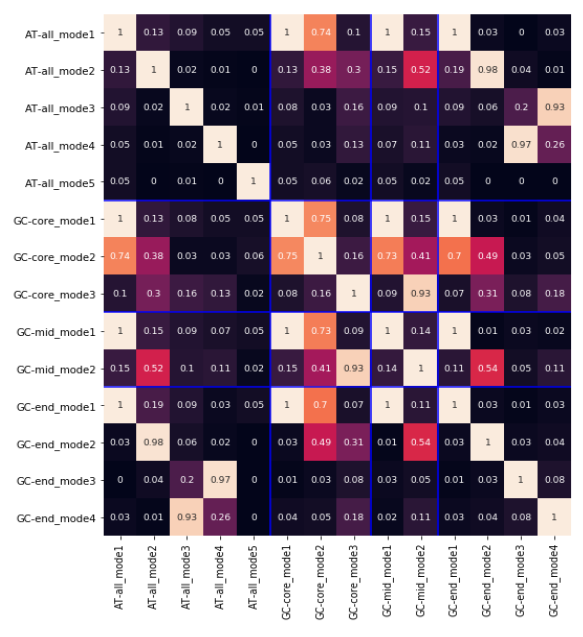 AT-all_mode1 1 0.13 0.09 0.05 0.05 1 0.74 0.1 1 0.15 1 0.03 0 0.03
AT-all_mode2 0.13 1 0.02 0.01 0 0.13 0.38 0.3 0.15 0.52 0.19 0.98 0.04 0.01
AT-all_mode3 0.09 0.02 1 0.02 0.01 0.08 0.03 0.16 0.09 0.1 0.09 0.06 0.2 0.93
AT-all_mode4 0.05 0.01 0.02 1 0 0.05 0.03 0.13 0.07 0.11 0.03 0.02 0.97 0.26
AT-all_mode5 0.05 0 0.01 0 1 0.05 0.06 0.02 0.05 0.02 0.05 0 0 0
GC-core_mode1 1 0.13 0.08 0.05 0.05 1 0.75 0.08 1 0.15 1 0.03 0.01 0.04
GC-core_mode2 0.74 0.38 0.03 0.03 0.06 0.75 1 0.16 0.73 0.41 0.7 0.49 0.03 0.05
GC-core_mode3 0.1 0.3 0.16 0.13 0.02 0.08 0.16 1 0.09 0.93 0.07 0.31 0.08 0.18
GC-mid_mode1 1 0.15 0.09 0.07 0.05 1 0.73 0.09 1 0.14 1 0.01 0.03 0.02
GC-mid_mode2 0.15 0.52 0.1 0.11 0.02 0.15 0.41 0.93 0.14 1 0.11 0.54 0.05 0.11
GC-end_mode1 1 0.19 0.09 0.03 0.05 1 0.7 0.07 1 0.11 1 0.03 0.01 0.03
GC-end_mode2 0.03 0.98 0.06 0.02 0 0.03 0.49 0.31 0.01 0.54 0.03 1 0.03 0.04
GC-end_mode3 0 0.04 0.2 0.97 0 0.01 0.03 0.08 0.03 0.05 0.01 0.03 1 0.08
GC-end_mode4 0.03 0.01 0.93 0.26 0 0.04 0.05 0.18 0.02 0.11 0.03 0.04 0.08 1
AT-all_mode1
AT-all_mode2
AT-all_mode3
AT-all_mode4
AT-all_mode5
GC-core_mode1
GC-core_mode2
GC-core_mode3
GC-mid_mode1
GC-mid_mode2
GC-end_mode1
GC-end_mode2
GC-end_mode3
GC-end_mode4